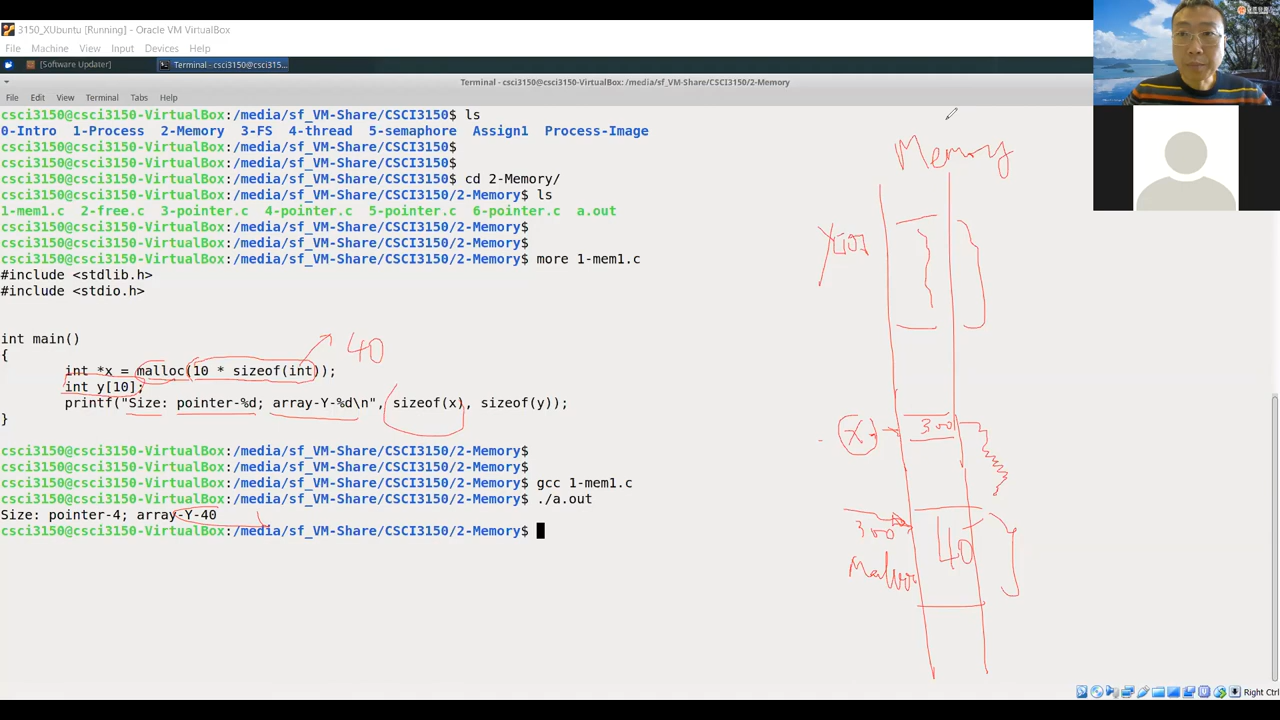 3150_XUbuntu [Running] - Oracle VM VirtualBox
File Machine View Input Devices Help
[Software Updater] Terminal - csci3150@csci315...
Terminal - csci3150@csci3150-VirtualBox: /media/sf_VM-Share/CSCI3150/2-Memory
File Edit View Terminal Tabs Help
csci3150@csci3150-VirtualBox:/media/sf_VM-Share/CSCI3150$ ls
0-Intro 1-Process 2-Memory 3-FS 4-thread 5-semaphore Assign1 Process-Image
csci3150@csci3150-VirtualBox:/media/sf_VM-Share/CSCI3150$
csci3150@csci3150-VirtualBox:/media/sf_VM-Share/CSCI3150$
csci3150@csci3150-VirtualBox:/media/sf_VM-Share/CSCI3150$ cd 2-Memory/
csci3150@csci3150-VirtualBox:/media/sf_VM-Share/CSCI3150/2-Memory$ ls
1-mem1.c 2-free.c 3-pointer.c 4-pointer.c 5-pointer.c 6-pointer.c a.out
csci3150@csci3150-VirtualBox:/media/sf_VM-Share/CSCI3150/2-Memory$
csci3150@csci3150-VirtualBox:/media/sf_VM-Share/CSCI3150/2-Memory$
csci3150@csci3150-VirtualBox:/media/sf_VM-Share/CSCI3150/2-Memory$ more 1-mem1.c
#include <stdlib.h>
#include <stdio.h>
int main()
{
int *x = malloc(10 * sizeof(int));
int y[10];
printf("Size: pointer-%d; array-Y-%d\n", sizeof(x), sizeof(y));
}
csci3150@csci3150-VirtualBox:/media/sf_VM-Share/CSCI3150/2-Memory$
csci3150@csci3150-VirtualBox:/media/sf_VM-Share/CSCI3150/2-Memory$
csci3150@csci3150-VirtualBox:/media/sf_VM-Share/CSCI3150/2-Memory$ gcc 1-mem1.c
csci3150@csci3150-VirtualBox:/media/sf_VM-Share/CSCI3150/2-Memory$ ./a.out
Size: pointer-4; array-Y-40
csci3150@csci3150-VirtualBox:/media/sf_VM-Share/CSCI3150/2-Memory$
40
Memory
Y[10]
X
300
300
40
Malloc
Right Ctrl